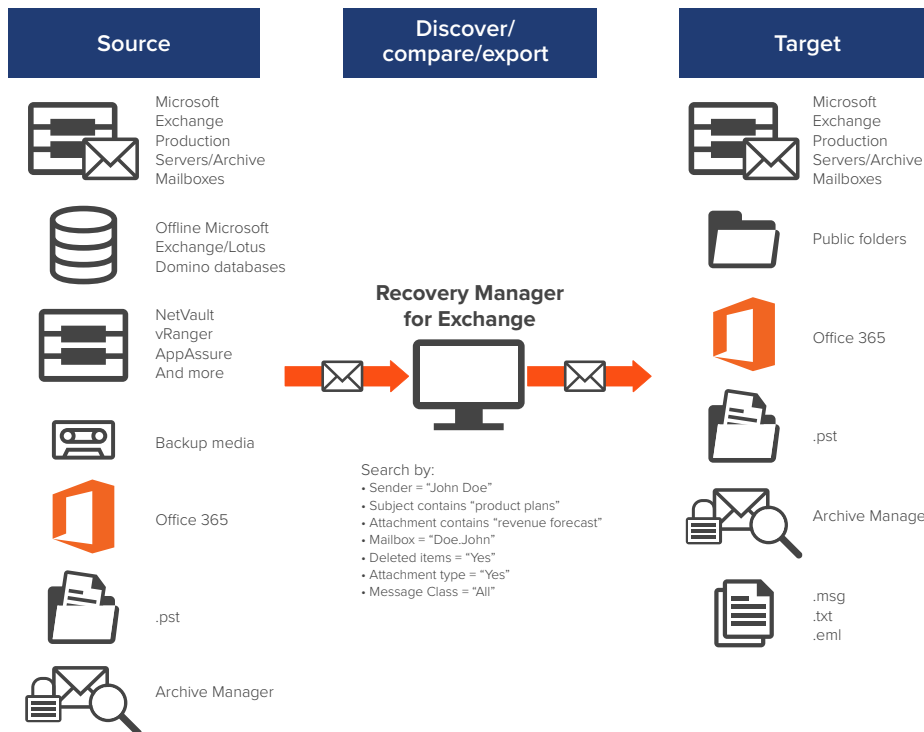 Source
Microsoft
Exchange
Production
Servers/Archive
Mailboxes
Offline Microsoft
Exchange/Lotus
Domino databases
NetVault
vRanger
AppAssure
And more
Backup media
Office 365
.pst
Archive Manager
Discover/
compare/export
Recovery Manager
for Exchange
Search by:
• Sender = “John Doe”
• Subject contains “product plans”
• Attachment contains “revenue forecast”
• Mailbox = “Doe.John”
• Deleted items = “Yes”
• Attachment type = “Yes”
• Message Class = “All”
Target
Microsoft
Exchange
Production
Servers/Archive
Mailboxes
Public folders
Office 365
.pst
Archive Manage
.msg
.txt
.eml